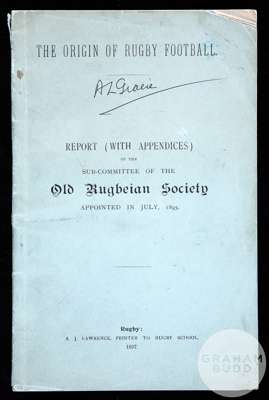 THE ORIGIN OF RUGBY FOOTBALL.
A L Gracie
REPORT (WITH APPENDICES)
OF THE
SUB-COMMITTEE OF THE
Old Rugbeian Society
APPOINTED IN JULY, 1895.
Rugby:
A. J. LAWRENCE, PRINTER TO RUGBY SCHOOL,
1897
GRAHAM
BUDD